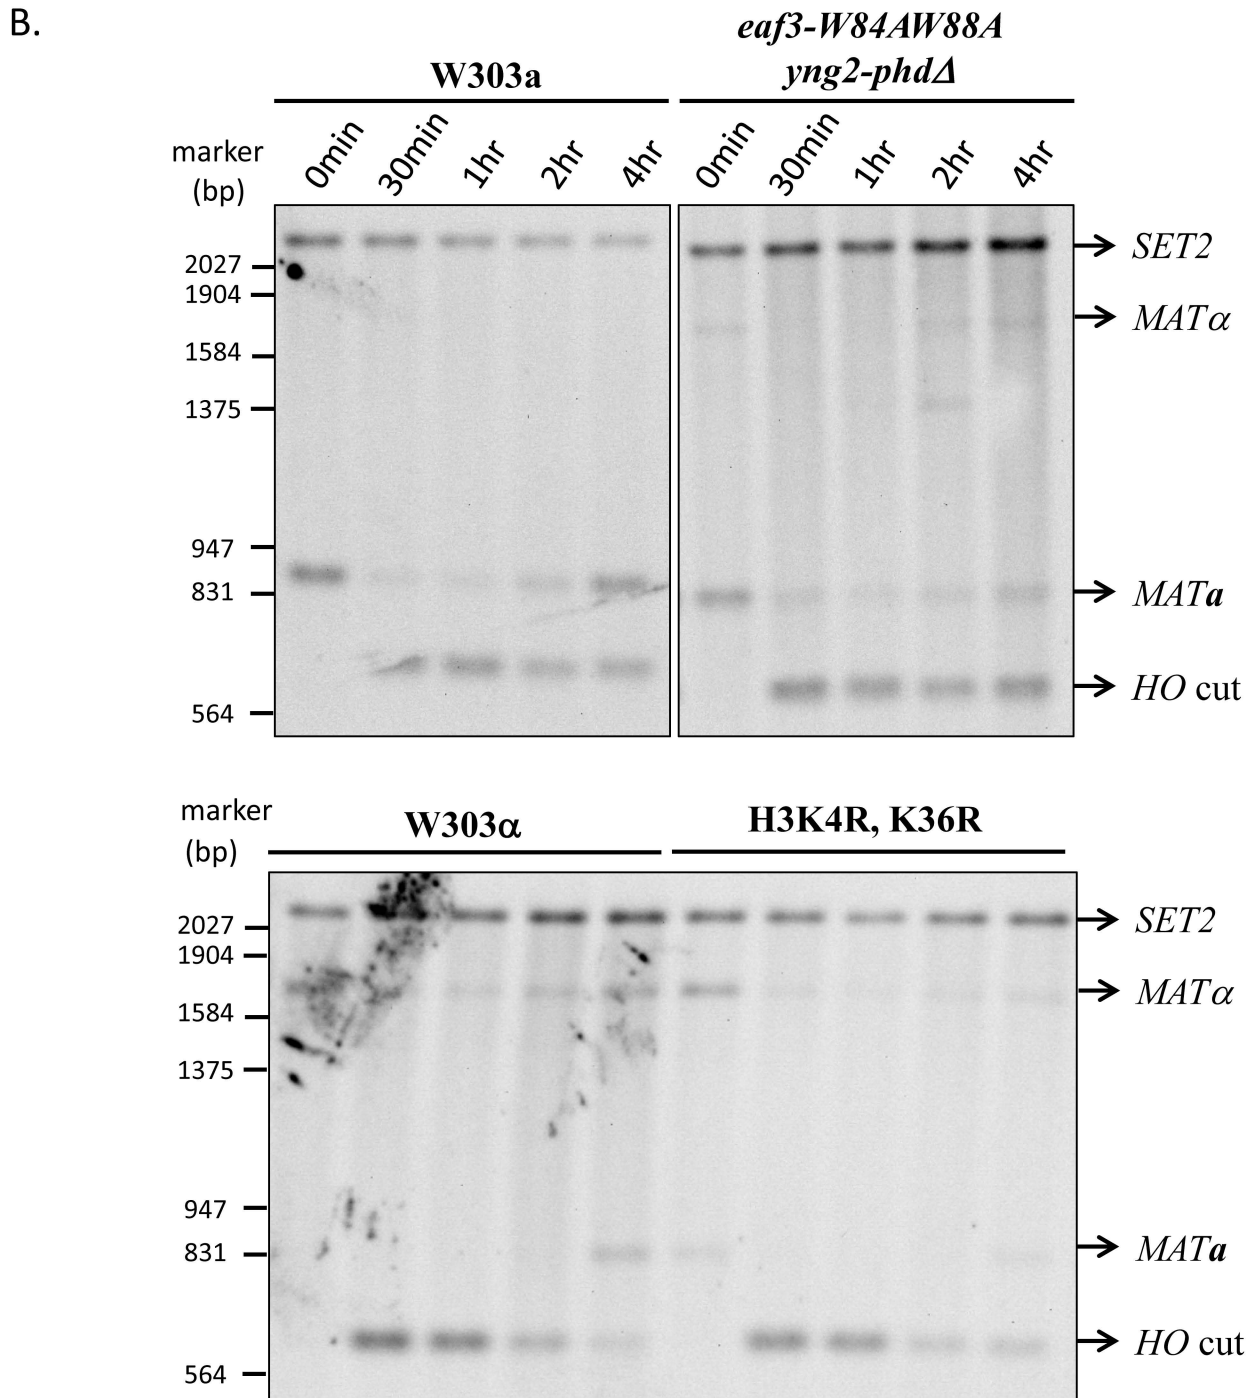 B.
W303a
eaf3-W84AW88A
yng2-phdΔ
marker
(bp)
0min
30min
1hr
2hr
4hr
0min
30min
1hr
2hr
4hr
2027
1904
1584
1375
947
831
564
SET2
MATα
MATa
HO cut
marker
(bp)
W303α
H3K4R, K36R
2027
1904
1584
1375
947
831
564
SET2
MATα
MATa
HO cut